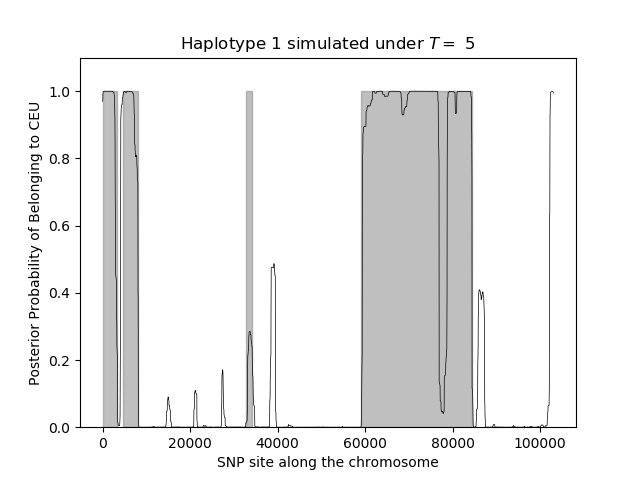 Haplotype 1 simulated under T = 5
Posterior Probability of Belonging to CEU
1.0
0.8
0.6
0.4
0.2
0.0
0 20000 40000 60000 80000 100000
SNP site along the chromosome